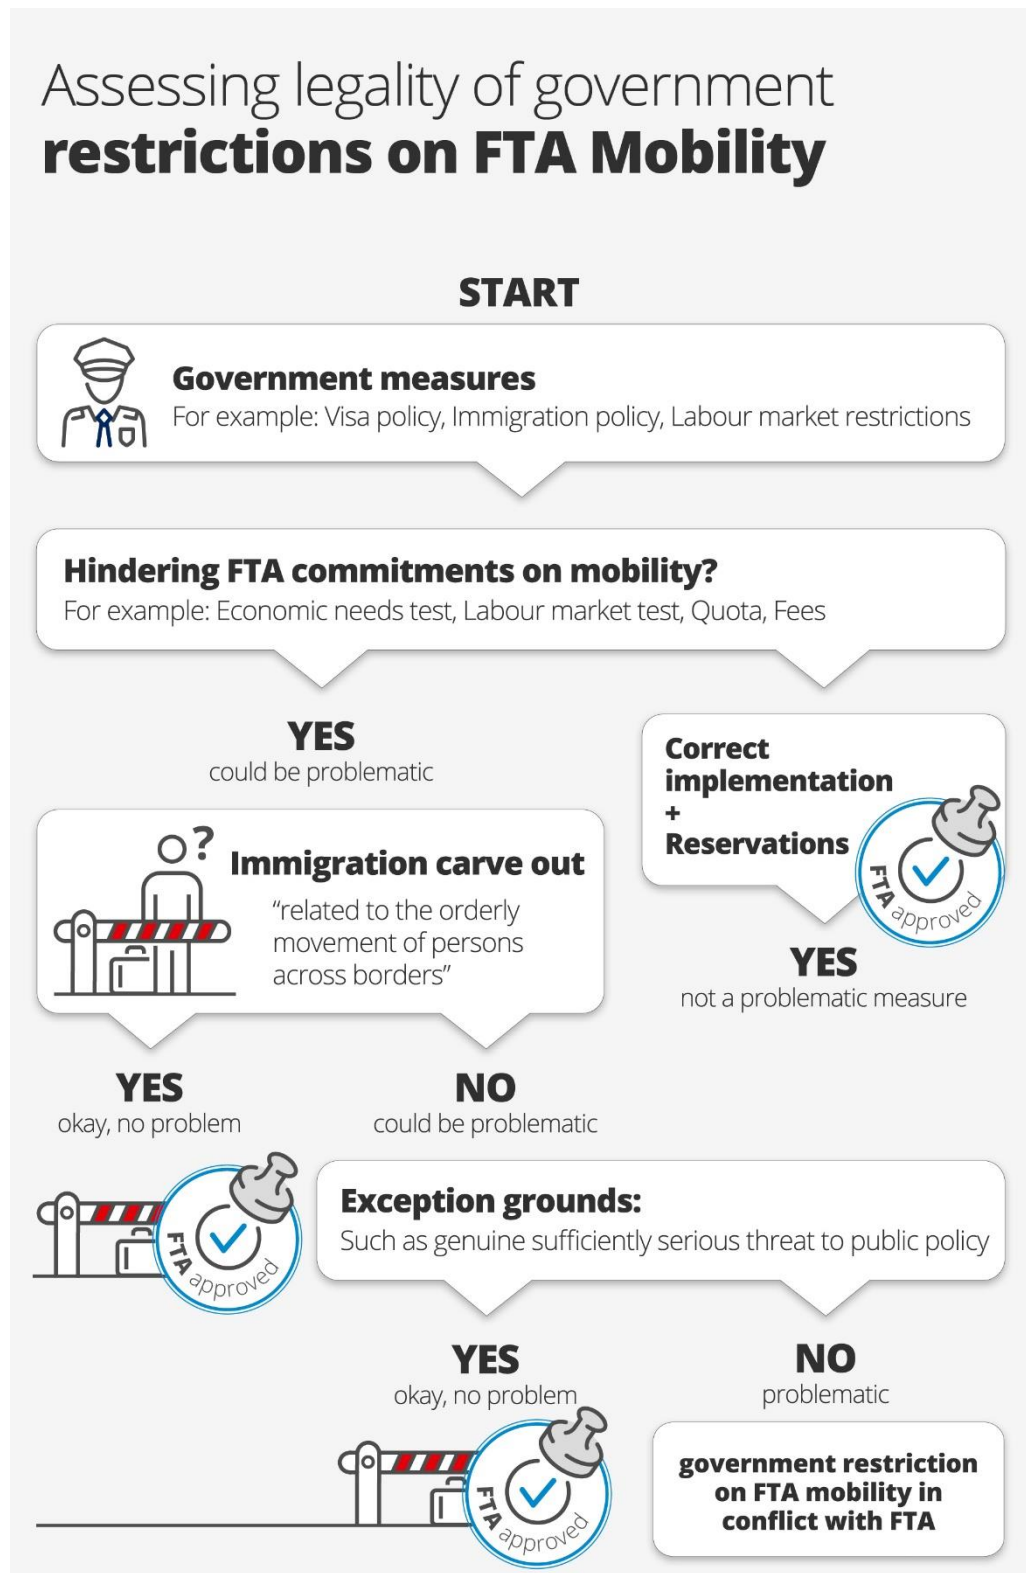 Assessing legality of government
restrictions on FTA Mobility
START
Government measures
For example: Visa policy, Immigration policy, Labour market restrictions
Hindering FTA commitments on mobility?
For example: Economic needs test, Labour market test, Quota, Fees
YES
could be problematic
Correct
implementation
+
Reservations
FTA approved
YES
not a problematic measure
?
Immigration carve out
“related to the orderly
movement of persons
across borders”
YES
okay, no problem
FTA approved
NO
could be problematic
Exception grounds:
Such as genuine sufficiently serious threat to public policy
YES
okay, no problem
FTA approved
NO
problematic
government restriction
on FTA mobility in
conflict with FTA